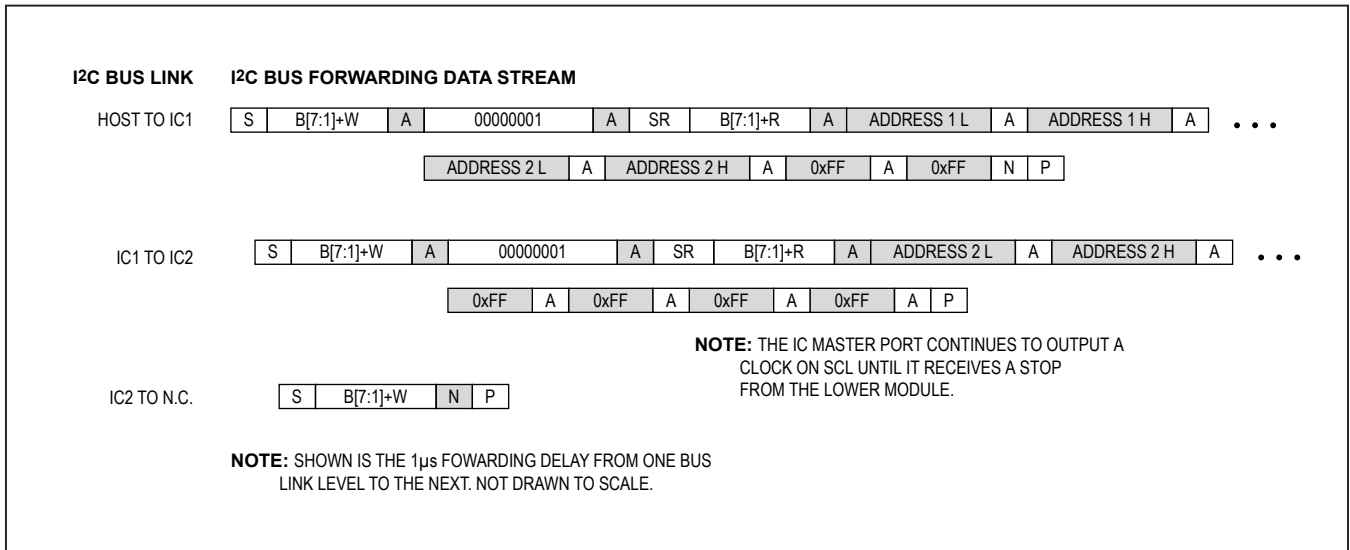 I2C BUS LINK I2C BUS FORWARDING DATA STREAM
HOST TO IC1 S B[7:1]+W A 00000001 A SR B[7:1]+R A ADDRESS 1 L A ADDRESS 1 H A • • •
ADDRESS 2 L A ADDRESS 2 H A 0xFF A 0xFF N P
IC1 TO IC2 S B[7:1]+W A 00000001 A SR B[7:1]+R A ADDRESS 2 L A ADDRESS 2 H A • • •
0xFF A 0xFF A 0xFF A 0xFF A P
NOTE: THE IC MASTER PORT CONTINUES TO OUTPUT A
CLOCK ON SCL UNTIL IT RECEIVES A STOP
FROM THE LOWER MODULE.
IC2 TO N.C. S B[7:1]+W N P
NOTE: SHOWN IS THE 1µs FOWARDING DELAY FROM ONE BUS
LINK LEVEL TO THE NEXT. NOT DRAWN TO SCALE.